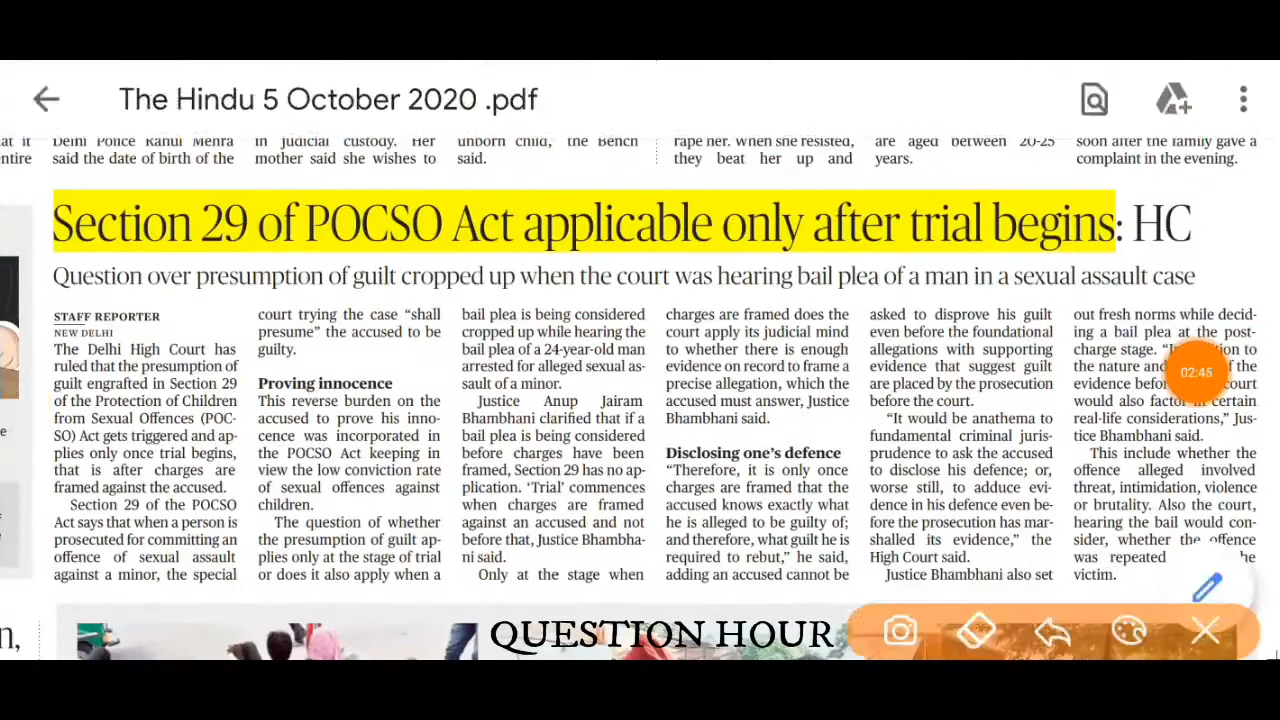 The Hindu 5 October 2020 .pdf
at it
entire
Delhi Police Rahul Mehra
said the date of birth of the
in judicial custody. Her
mother said she wishes to
unborn child, the Bench
said.
rape her. When she resisted,
they beat her up and
are aged between 20-25
years.
soon after the family gave a
complaint in the evening.
Section 29 of POCSO Act applicable only after trial begins: HC
Question over presumption of guilt cropped up when the court was hearing bail plea of a man in a sexual assault case
STAFF REPORTER
NEW DELHI
The Delhi High Court has
ruled that the presumption of
guilt engrafted in Section 29
of the Protection of Children
from Sexual Offences (POC-
SO) Act gets triggered and ap-
plies only once trial begins,
that is after charges are
framed against the accused.
Section 29 of the POCSO
Act says that when a person is
prosecuted for committing an
offence of sexual assault
against a minor, the special
court trying the case “shall
presume” the accused to be
guilty.
Proving innocence
This reverse burden on the
accused to prove his inno-
cence was incorporated in
the POCSO Act keeping in
view the low conviction rate
of sexual offences against
children.
The question of whether
the presumption of guilt ap-
plies only at the stage of trial
or does it also apply when a
bail plea is being considered
cropped up while hearing the
bail plea of a 24-year-old man
arrested for alleged sexual as-
sault of a minor.
Justice Anup Jairam
Bhambhani clarified that if a
bail plea is being considered
before charges have been
framed, Section 29 has no ap-
plication. ‘Trial’ commences
when charges are framed
against an accused and not
before that, Justice Bhambha-
ni said.
Only at the stage when
charges are framed does the
court apply its judicial mind
to whether there is enough
evidence on record to frame a
precise allegation, which the
accused must answer, Justice
Bhambhani said.
Disclosing one’s defence
“Therefore, it is only once
charges are framed that the
accused knows exactly what
he is alleged to be guilty of;
and therefore, what guilt he is
required to rebut,” he said,
adding an accused cannot be
asked to disprove his guilt
even before the foundational
allegations with supporting
evidence that suggest guilt
are placed by the prosecution
before the court.
“It would be anathema to
fundamental criminal juris-
prudence to ask the accused
to disclose his defence; or,
worse still, to adduce evi-
dence in his defence even be-
fore the prosecution has mar-
shalled its evidence,” the
High Court said.
Justice Bhambhani also set
out fresh norms while decid-
ing a bail plea at the post-
charge stage. to
the nature and the
evidence court
would also factor certain
real-life considerations,” Jus-
tice Bhambhani said.
This include whether the
offence alleged involved
threat, intimidation, violence
or brutality. Also the court,
hearing the bail would con-
sider, whether the offence
was repeated
victim.
02:45
n,
QUESTION HOUR